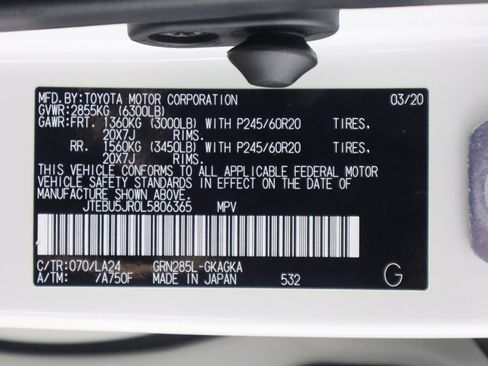 MFD. BY: TOYOTA MOTOR CORPORATION 03/20
GVWR: 2855KG (6300LB)
GAWR: FRT. 1360KG (3000LB) WITH P245/60R20 TIRES.
20X7J RIMS.
RR. 1560KG (3450LB) WITH P245/60R20 TIRES.
20X7J RIMS.
THIS VEHICLE CONFORMS TO ALL APPLICABLE FEDERAL MOTOR
VEHICLE SAFETY STANDARDS IN EFFECT ON THE DATE OF
MANUFACTURE SHOWN ABOVE.
JTEBU5JR0L5806365 MPV
C/TR: 070/LA24 GRN285L-GKAGKA
A/TM: /A750F MADE IN JAPAN 532 G